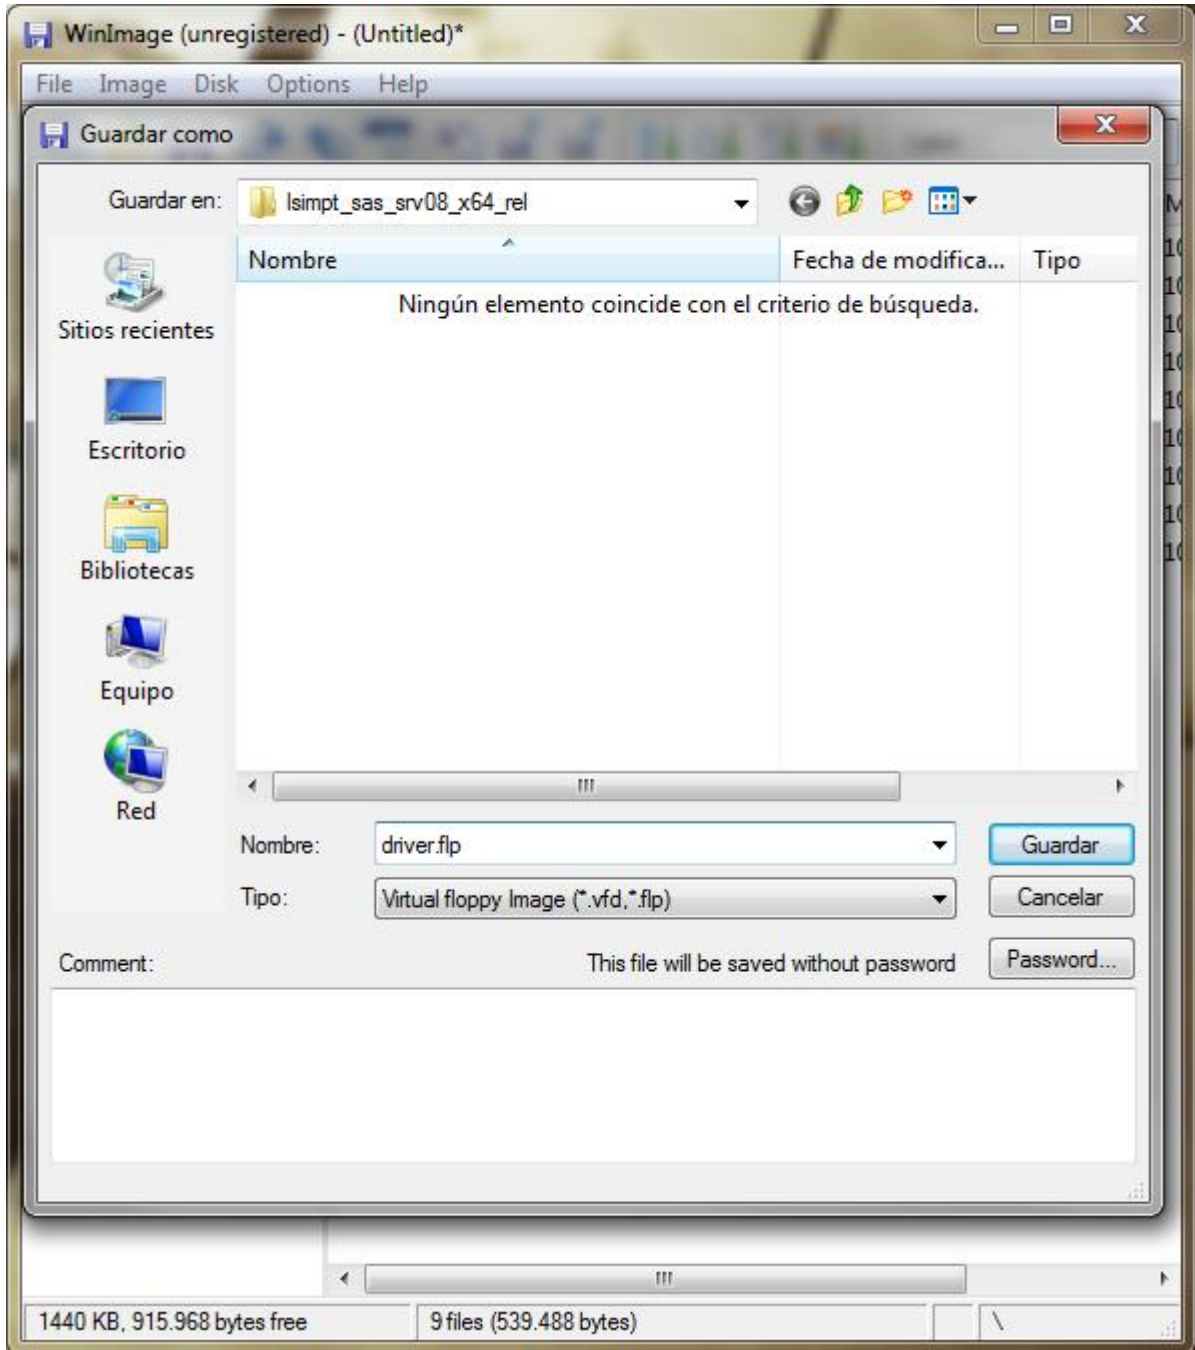 WinImage (unregistered) - (Untitled)*
File Image Disk Options Help
Guardar como
Guardar en: lsimpt_sas_srv08_x64_rel
Nombre Fecha de modifica... Tipo
Ningún elemento coincide con el criterio de búsqueda.
Sitios recientes
Escritorio
Bibliotecas
Equipo
Red
Nombre: driver.flp Guardar
Tipo: Virtual floppy Image (*.vfd,*.flp) Cancelar
Comment: This file will be saved without password Password...
1440 KB, 915.968 bytes free 9 files (539.488 bytes) \